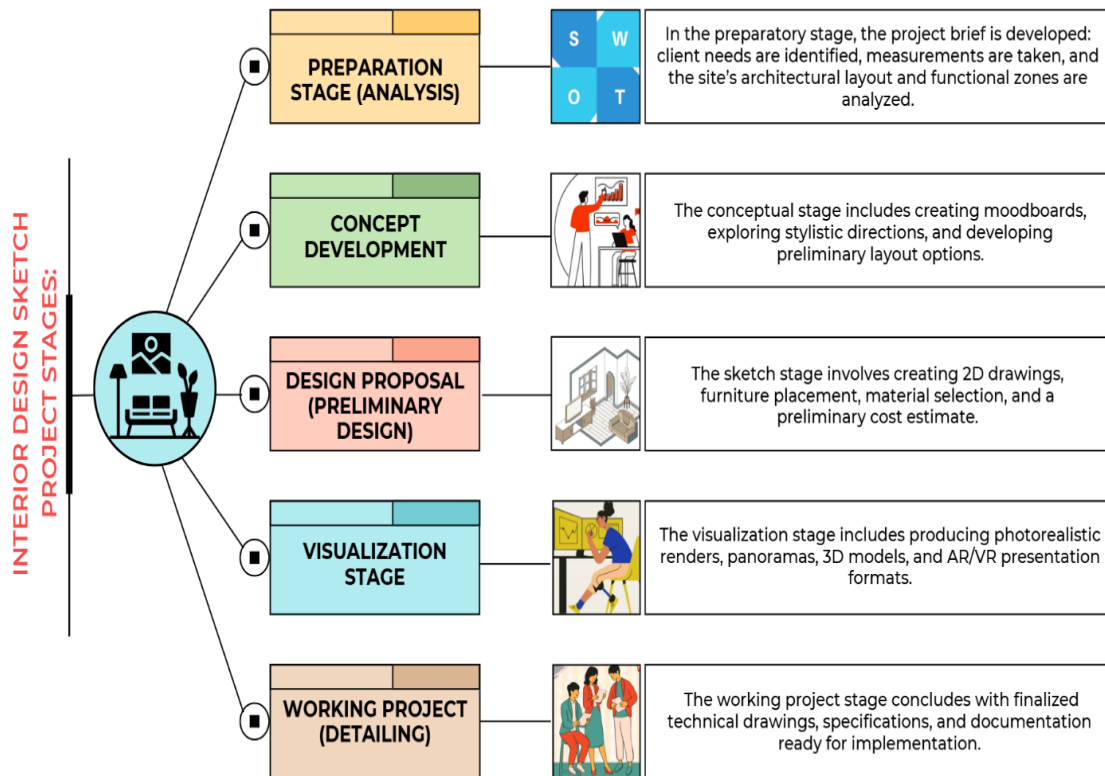 INTERIOR DESIGN SKETCH
PROJECT STAGES:
PREPARATION
STAGE (ANALYSIS)
S W
O T
In the preparatory stage, the project brief is developed:
client needs are identified, measurements are taken, and
the site’s architectural layout and functional zones are
analyzed.
CONCEPT
DEVELOPMENT
The conceptual stage includes creating moodboards,
exploring stylistic directions, and developing
preliminary layout options.
DESIGN PROPOSAL
(PRELIMINARY
DESIGN)
The sketch stage involves creating 2D drawings,
furniture placement, material selection, and a
preliminary cost estimate.
VISUALIZATION
STAGE
The visualization stage includes producing photorealistic
renders, panoramas, 3D models, and AR/VR presentation
formats.
WORKING PROJECT
(DETAILING)
The working project stage concludes with finalized
technical drawings, specifications, and documentation
ready for implementation.